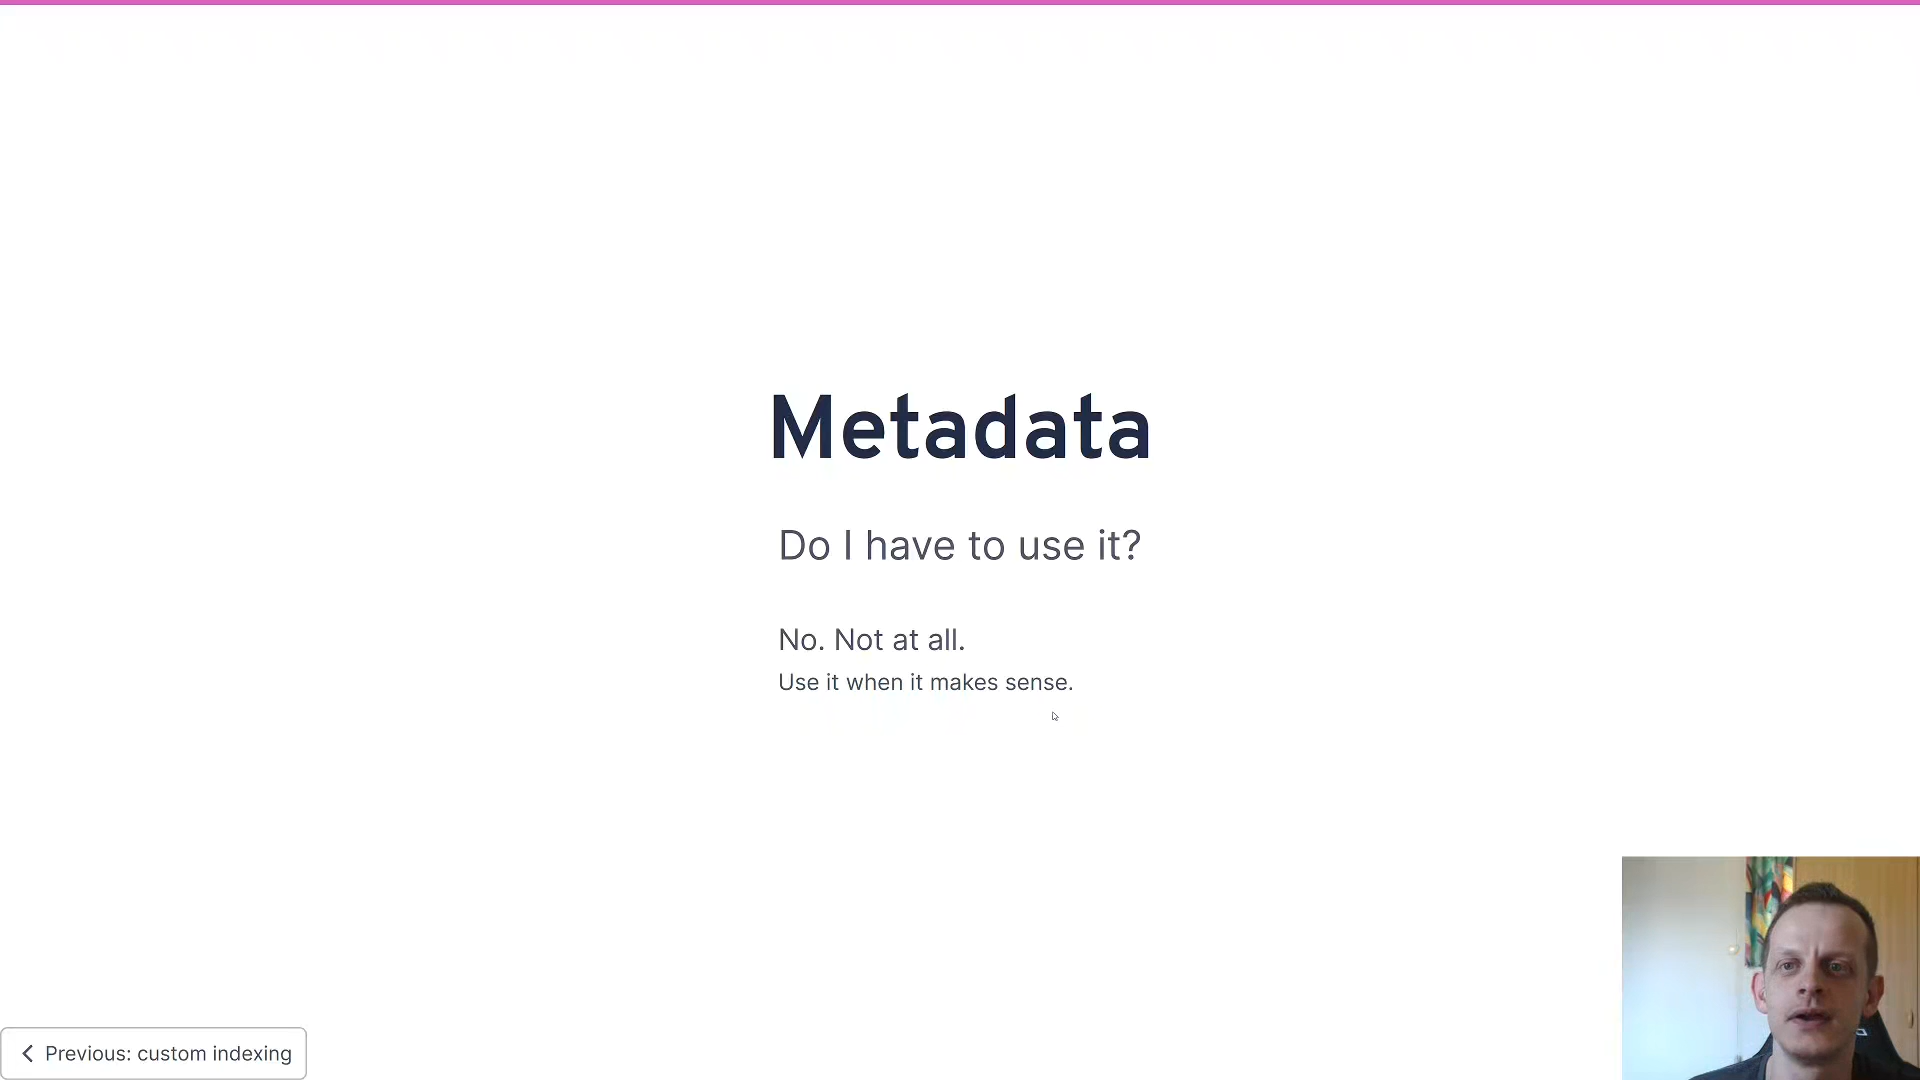 Metadata
Do I have to use it?
No. Not at all.
Use it when it makes sense.
Previous: custom indexing